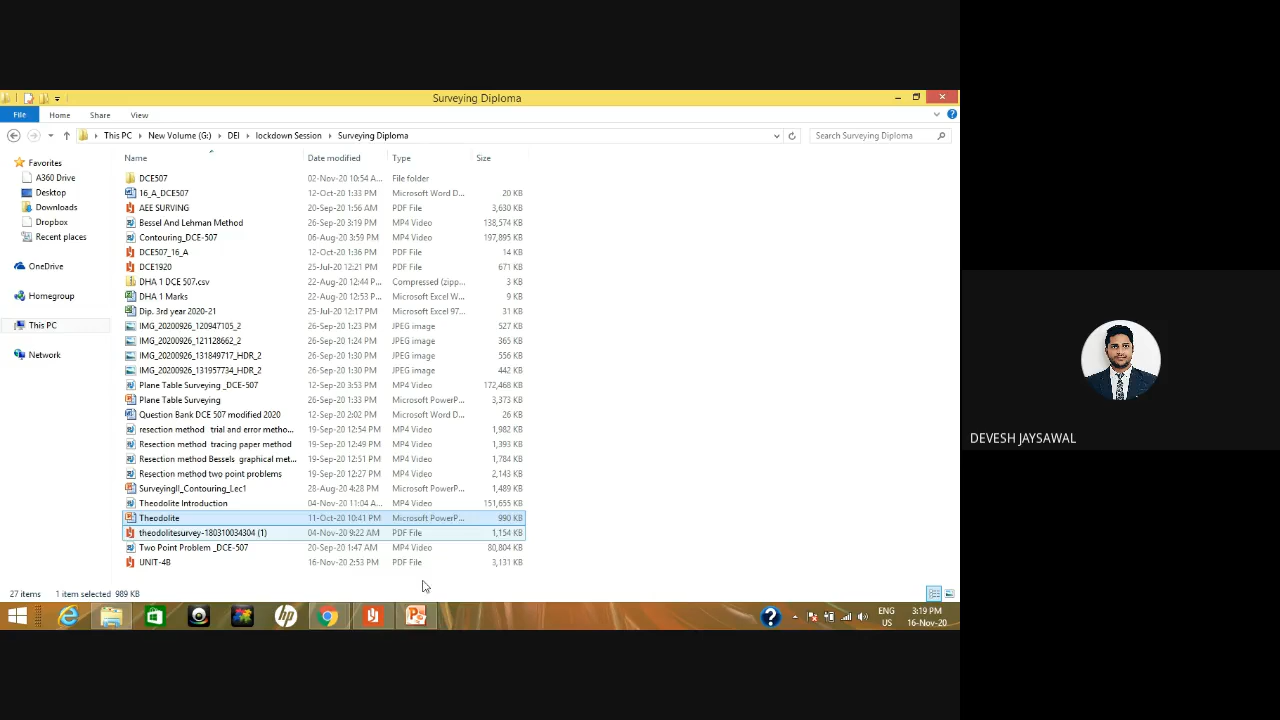 Surveying Diploma
File Home Share View
This PC New Volume (G:) DEI lockdown Session Surveying Diploma Search Surveying Diploma
Name Date modified Type Size
Favorites
A360 Drive
Desktop
Downloads
Dropbox
Recent places
OneDrive
Homegroup
This PC
Network
DCE507 02-Nov-20 10:54 A... File folder
16_A_DCE507 12-Oct-20 1:33 PM Microsoft Word D... 20 KB
AEE SURVING 20-Sep-20 1:56 AM PDF File 3,630 KB
Bessel And Lehman Method 26-Sep-20 3:19 PM MP4 Video 138,574 KB
Contouring_DCE-507 06-Aug-20 3:59 PM MP4 Video 197,895 KB
DCE507_16_A 12-Oct-20 1:36 PM PDF File 14 KB
DCE1920 25-Jul-20 12:21 PM PDF File 671 KB
DHA 1 DCE 507.csv 22-Aug-20 12:44 P... Compressed (zipp... 3 KB
DHA 1 Marks 22-Aug-20 12:53 P... Microsoft Excel W... 9 KB
Dip. 3rd year 2020-21 25-Jul-20 12:17 PM Microsoft Excel 97... 31 KB
IMG_20200926_120947105_2 26-Sep-20 1:23 PM JPEG image 527 KB
IMG_20200926_121128662_2 26-Sep-20 1:24 PM JPEG image 365 KB
IMG_20200926_131849717_HDR_2 26-Sep-20 1:30 PM JPEG image 556 KB
IMG_20200926_131957734_HDR_2 26-Sep-20 1:30 PM JPEG image 442 KB
Plane Table Surveying _DCE-507 12-Sep-20 3:53 PM MP4 Video 172,468 KB
Plane Table Surveying 26-Sep-20 1:33 PM Microsoft PowerP... 3,373 KB
Question Bank DCE 507 modified 2020 12-Sep-20 2:02 PM Microsoft Word D... 26 KB
resection method trial and error metho... 19-Sep-20 12:54 PM MP4 Video 1,982 KB
Resection method tracing paper method 19-Sep-20 12:49 PM MP4 Video 1,393 KB
Resection method Bessels graphical met... 19-Sep-20 12:51 PM MP4 Video 1,784 KB
Resection method two point problems 19-Sep-20 12:27 PM MP4 Video 2,143 KB
SurveyingII_Contouring_Lec1 28-Aug-20 4:28 PM Microsoft PowerP... 1,489 KB
Theodolite Introduction 04-Nov-20 11:04 A... MP4 Video 151,655 KB
Theodolite 11-Oct-20 10:41 PM Microsoft PowerP... 990 KB
theodolitesurvey-180310034304 (1) 04-Nov-20 9:22 AM PDF File 1,154 KB
Two Point Problem _DCE-507 20-Sep-20 1:47 AM MP4 Video 80,804 KB
UNIT-4B 16-Nov-20 2:53 PM PDF File 3,131 KB
27 items 1 item selected 989 KB
hp
ENG 3:19 PM
US 16-Nov-20
DEVESH JAYSAWAL